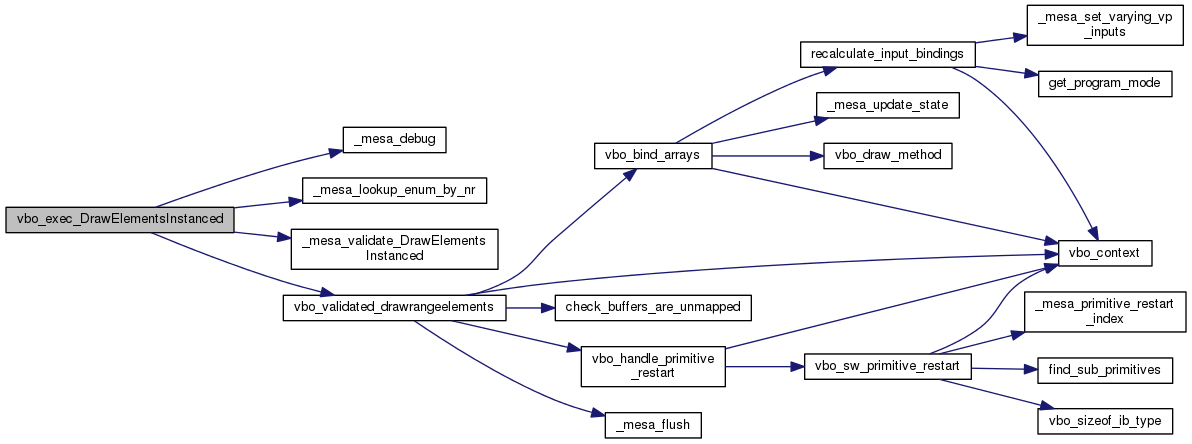 vbo_exec_DrawElementsInstanced
_mesa_debug
_mesa_lookup_enum_by_nr
_mesa_validate_DrawElements
Instanced
vbo_validated_drawrangeelements
vbo_bind_arrays
check_buffers_are_unmapped
vbo_handle_primitive
_restart
_mesa_flush
recalculate_input_bindings
_mesa_update_state
vbo_draw_method
vbo_sw_primitive_restart
_mesa_set_varying_vp
_inputs
get_program_mode
vbo_context
_mesa_primitive_restart
_index
find_sub_primitives
vbo_sizeof_ib_type